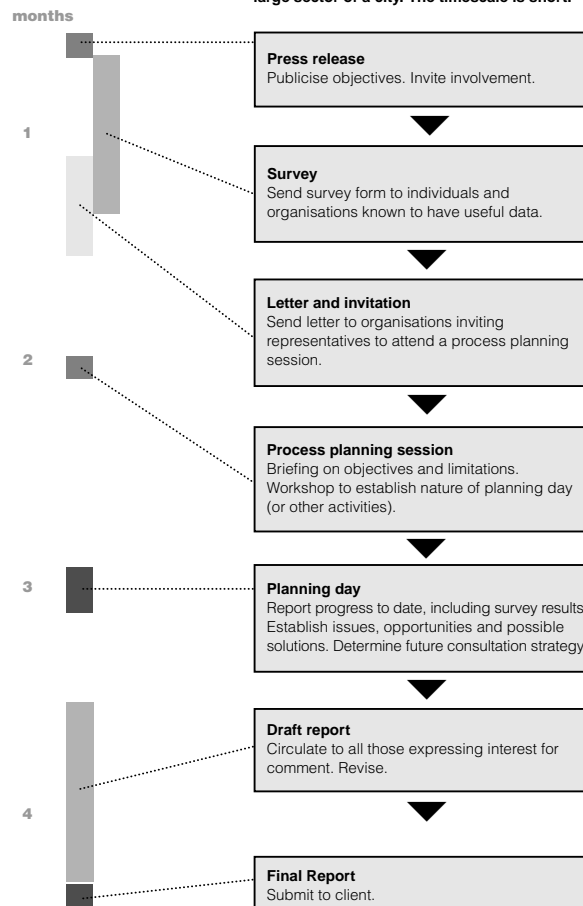 large sector of a city. The timescale is short.
months
Press release
Publicise objectives. Invite involvement.
1
Survey
Send survey form to individuals and
organisations known to have useful data.
Letter and invitation
Send letter to organisations inviting
representatives to attend a process planning
session.
2
Process planning session
Briefing on objectives and limitations.
Workshop to establish nature of planning day
(or other activities).
3
Planning day
Report progress to date, including survey results
Establish issues, opportunities and possible
solutions. Determine future consultation strategy
Draft report
Circulate to all those expressing interest for
comment. Revise.
4
Final Report
Submit to client.